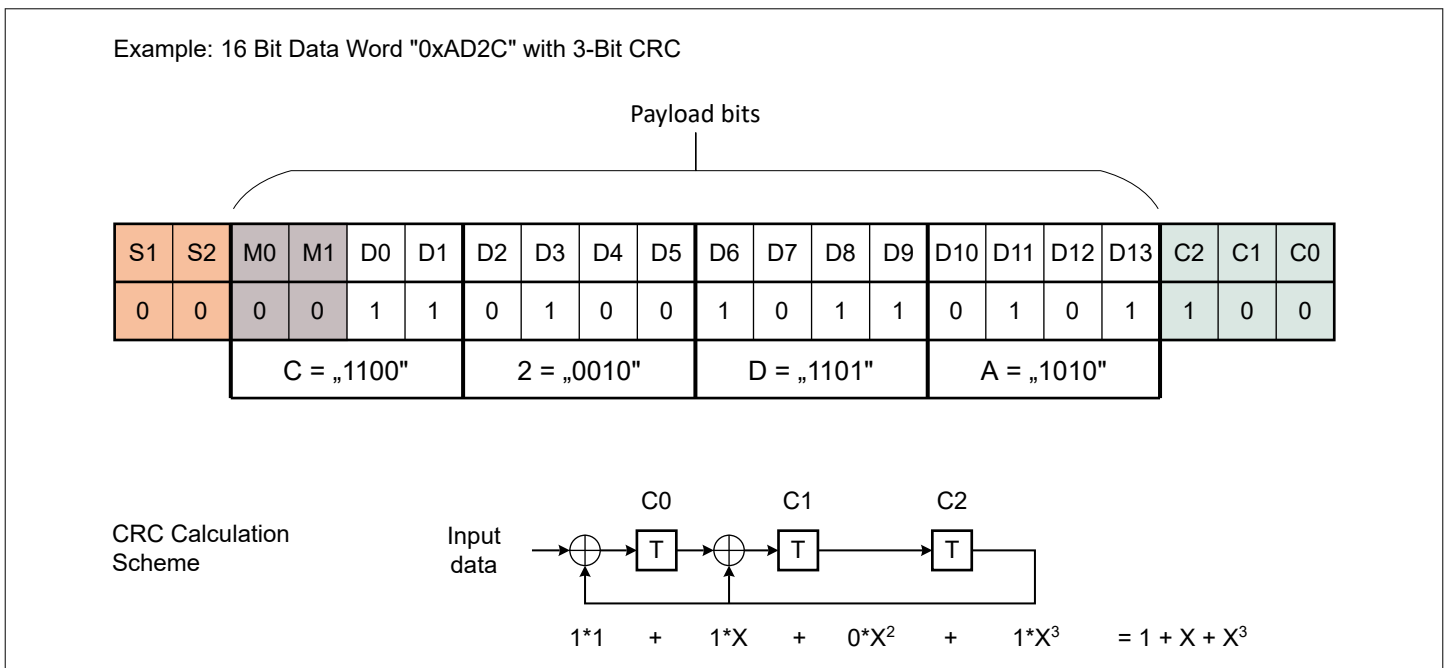 Example: 16 Bit Data Word "0xAD2C" with 3-Bit CRC
Payload bits
S1 S2 M0 M1 D0 D1 D2 D3 D4 D5 D6 D7 D8 D9 D10 D11 D12 D13 C2 C1 C0
0 0 0 0 1 1 0 1 0 0 1 0 1 1 0 1 0 1 1 0 0
C = „1100" 2 = „0010" D = „1101" A = „1010"
C0 C1 C2
CRC Calculation
Scheme
Input
data
T T T
1*1 + 1*X + 0*X² + 1*X³ = 1 + X + X³